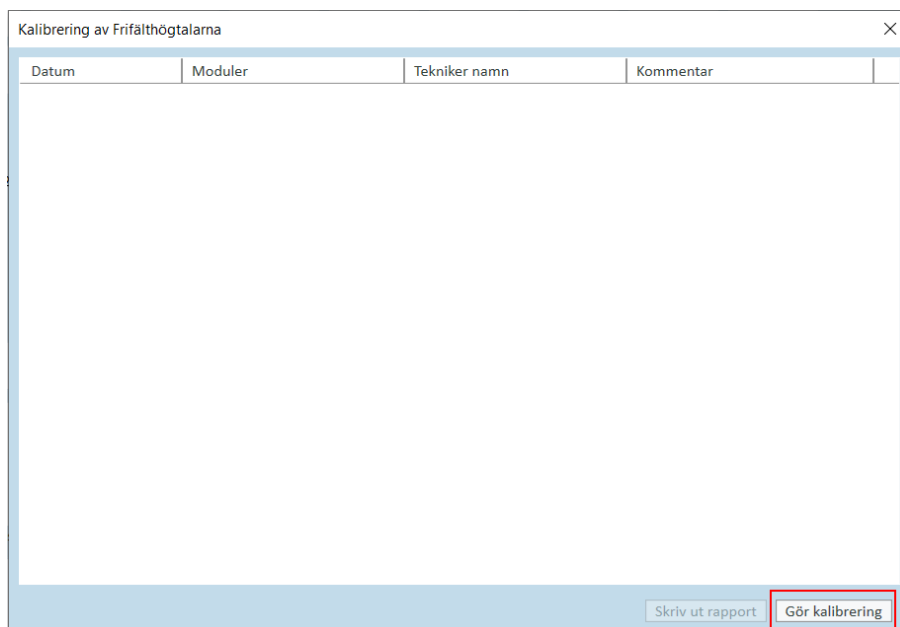 Kalibrering av Frifälthögtalarna
Datum Moduler Tekniker namn Kommentar
Skriv ut rapport Gör kalibrering